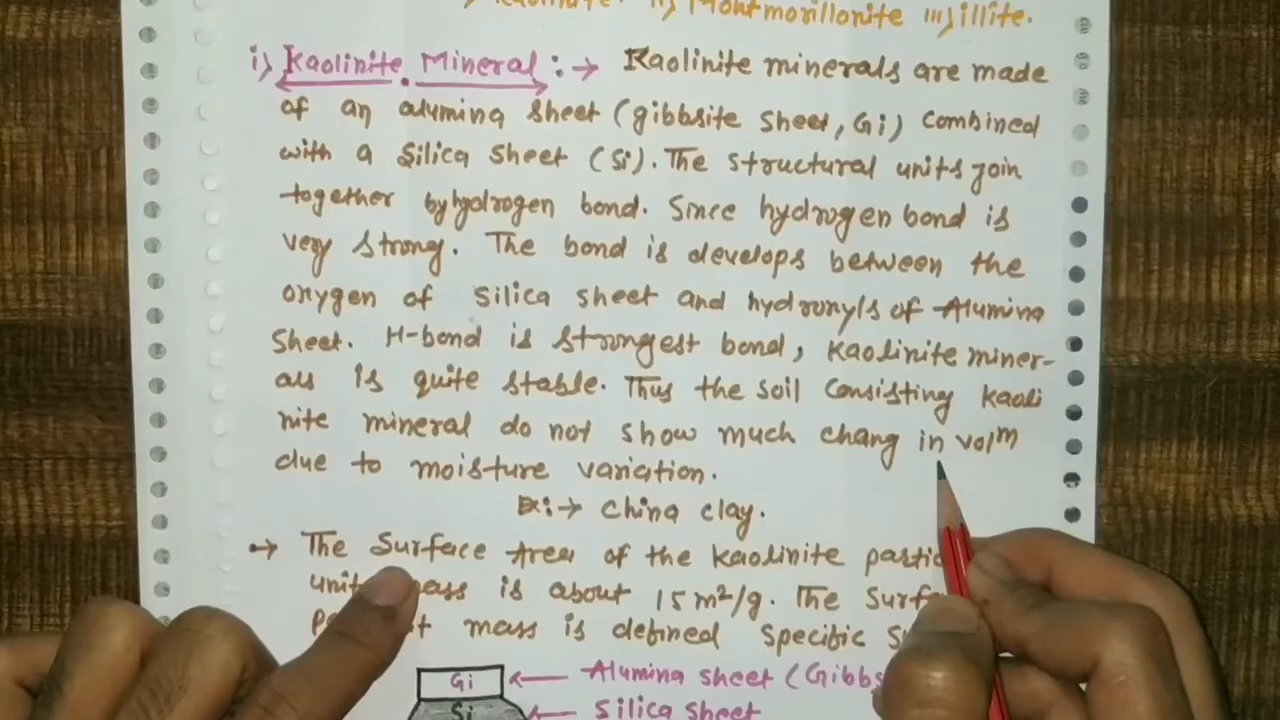 Montmorillonite iii) illite.
i) Kaolinite Mineral :→ Kaolinite minerals are made
of an alumina sheet (gibbsite sheet, Gi) combined
with a silica sheet (Si). The structural units join
together by hydrogen bond. Since hydrogen bond is
very strong. The bond is develops between the
oxygen of silica sheet and hydroxyls of Alumina
sheet. H-bond is strongest bond, kaolinite miner-
als is quite stable. Thus the soil consisting kaoli
nite mineral do not show much chang in volm
due to moisture variation.
Ex:→ China clay.
→ The Surface Area of the kaolinite
unit is about 15 m²/g. The
mass is defined specific
Gi ← Alumina sheet
Si ← Silica sheet